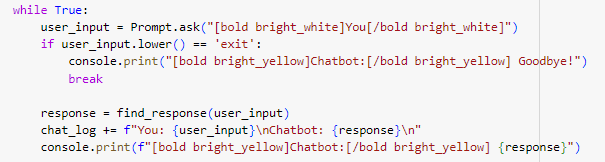 while True:
    user_input = Prompt.ask("[bold bright_white]You[/bold bright_white]")
    if user_input.lower() == 'exit':
        console.print("[bold bright_yellow]Chatbot:[/bold bright_yellow] Goodbye!")
        break

    response = find_response(user_input)
    chat_log += f"You: {user_input}\nChatbot: {response}\n"
    console.print(f"[bold bright_yellow]Chatbot:[/bold bright_yellow] {response}")